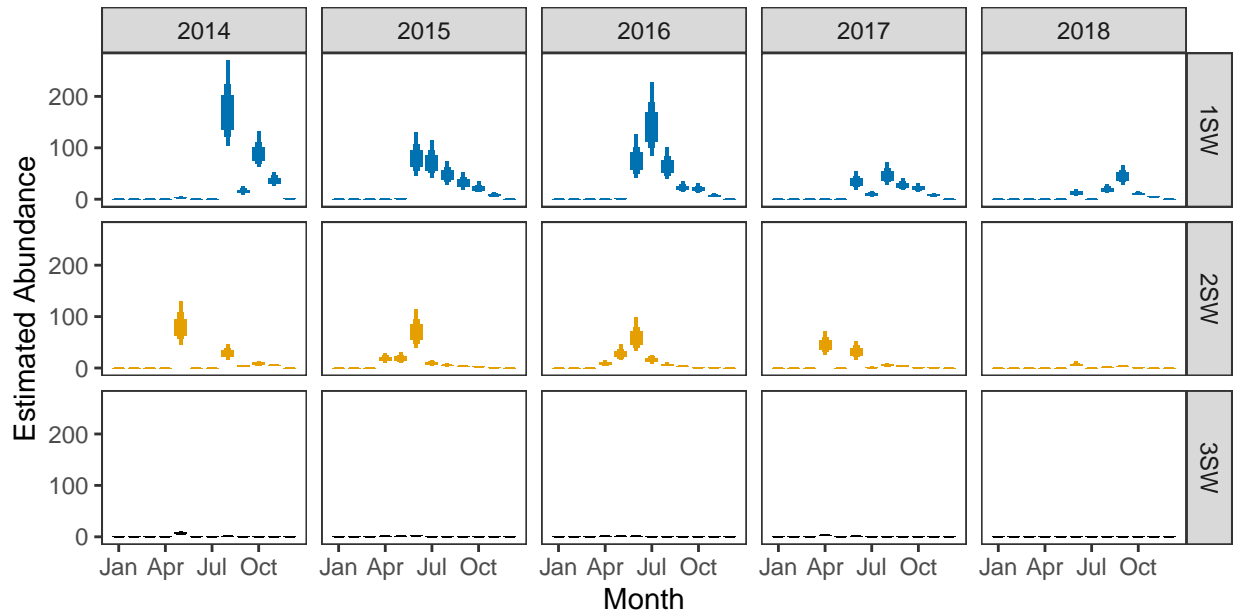 2014 2015 2016 2017 2018
Estimated Abundance
200
100
0
1SW
200
100
0
2SW
200
100
0
3SW
Jan Apr Jul Oct Jan Apr Jul Oct Jan Apr Jul Oct Jan Apr Jul Oct Jan Apr Jul Oct
Month